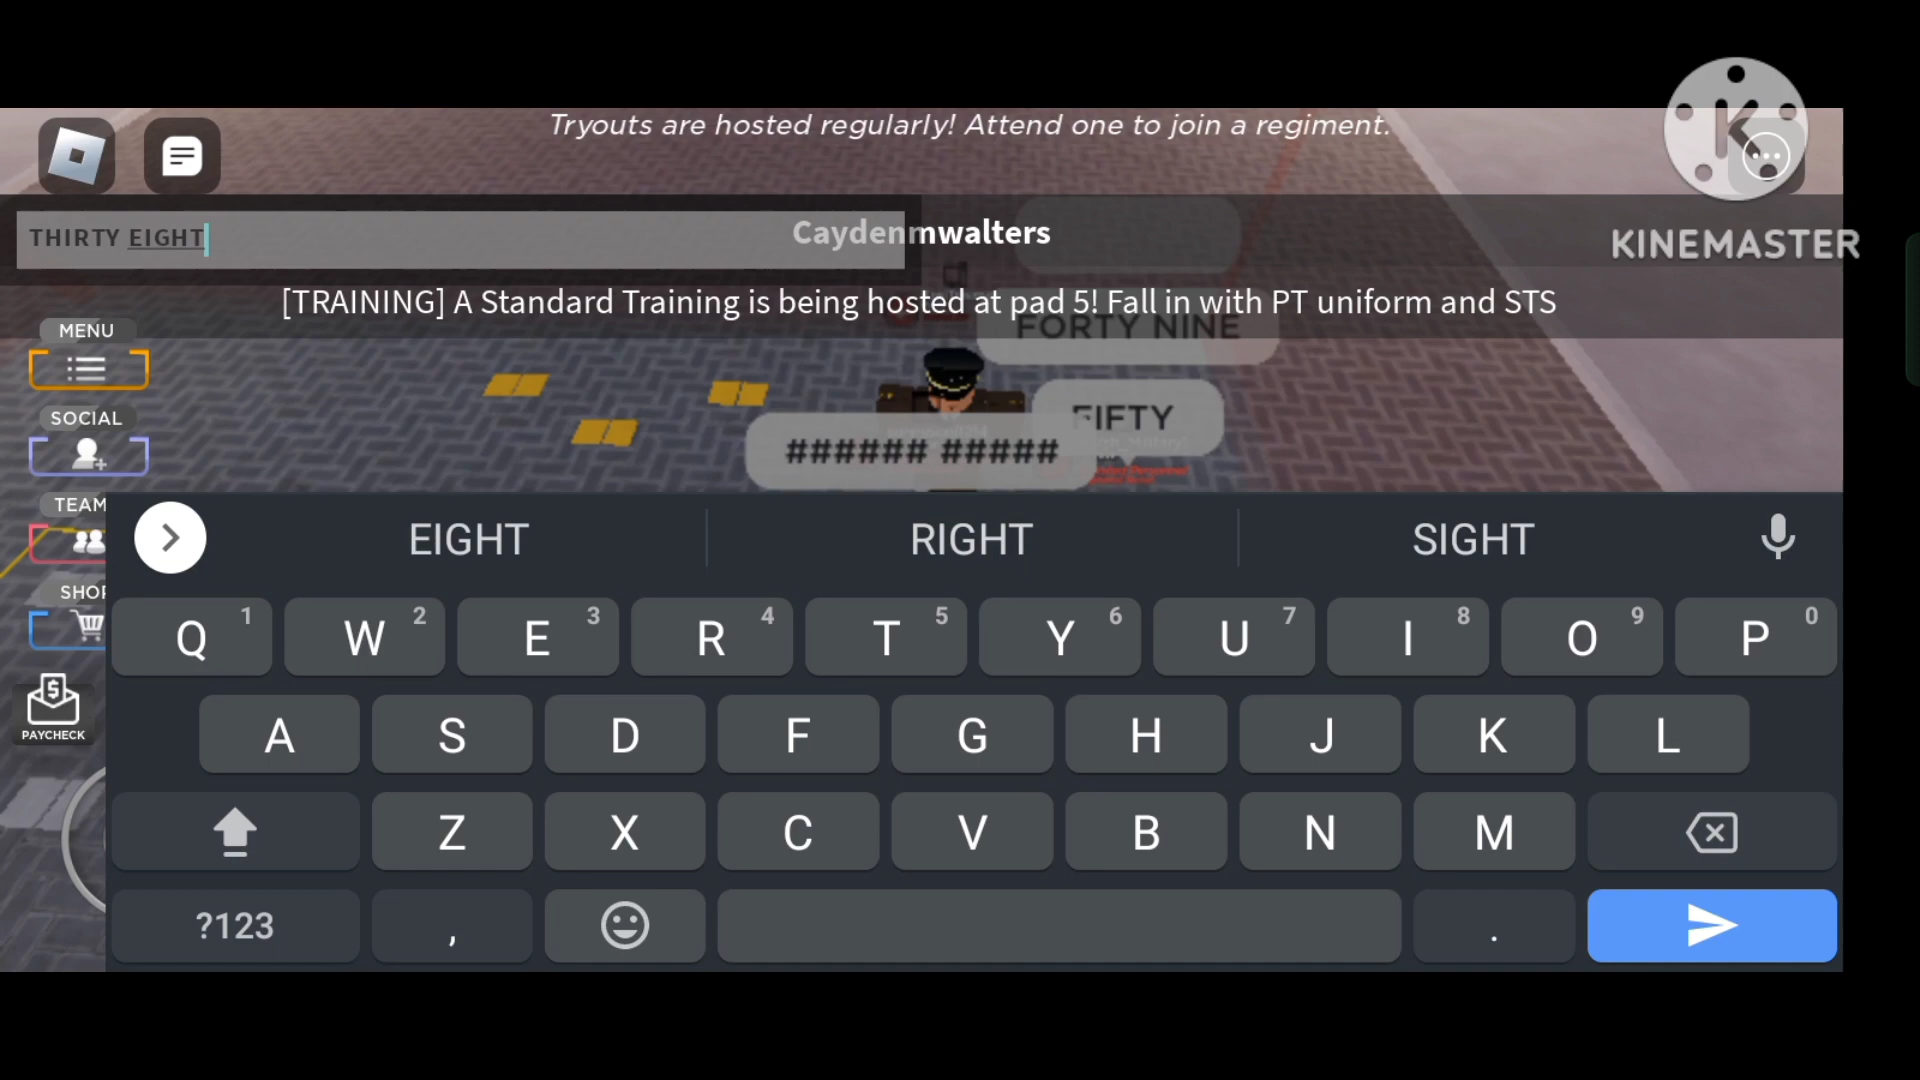 Tryouts are hosted regularly! Attend one to join a regiment.
THIRTY EIGHT
Caydenmwalters
KINEMASTER
[TRAINING] A Standard Training is being hosted at pad 5! Fall in with PT uniform and STS
MENU
FORTY NINE
SOCIAL
FIFTY
###### #####
TEAM
EIGHT RIGHT SIGHT
SHOP
Q 1 W 2 E 3 R 4 T 5 Y 6 U 7 I 8 O 9 P 0
PAYCHECK
A S D F G H J K L
Z X C V B N M
?123 , .